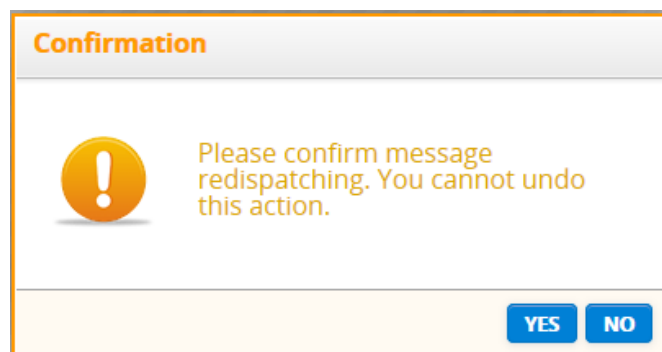 Confirmation
Please confirm message
redispatching. You cannot undo
this action.
YES NO